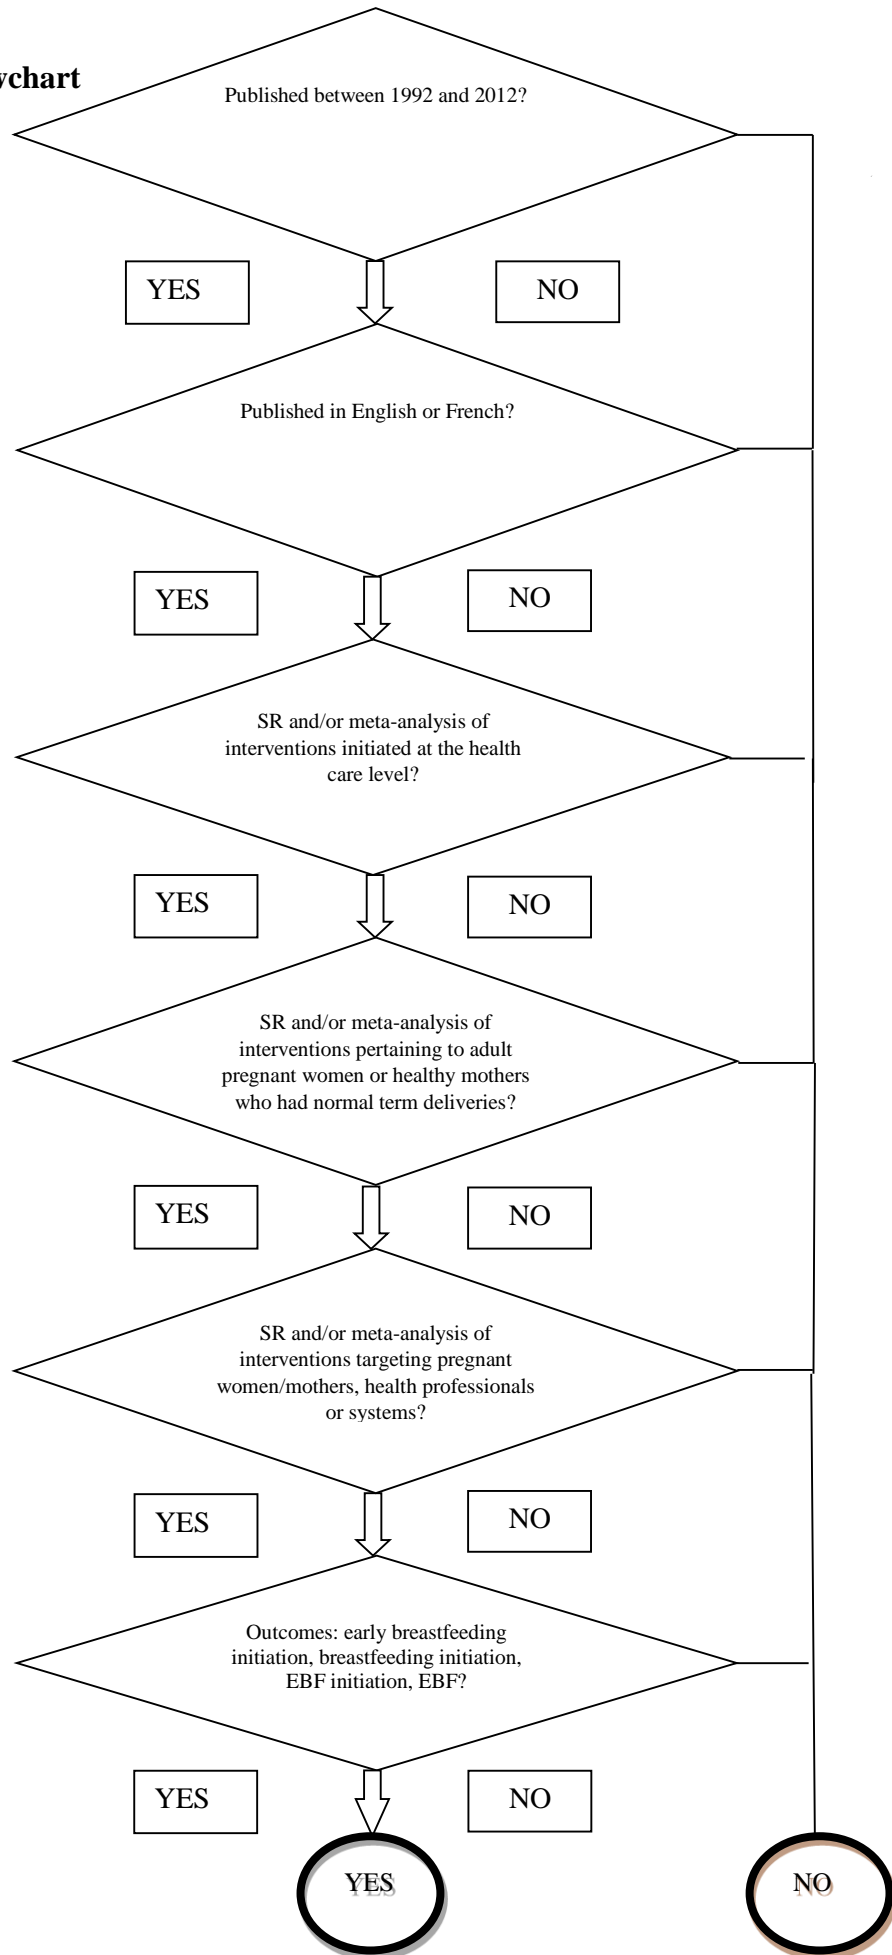 Published between 1992 and 2012?
YES
NO
Published in English or French?
YES
NO
SR and/or meta-analysis of
interventions initiated at the health
care level?
YES
NO
SR and/or meta-analysis of
interventions pertaining to adult
pregnant women or healthy mothers
who had normal term deliveries?
YES
NO
SR and/or meta-analysis of
interventions targeting pregnant
women/mothers, health professionals
or systems?
YES
NO
Outcomes: early breastfeeding
initiation, breastfeeding initiation,
EBF initiation, EBF?
YES
NO
YES
NO